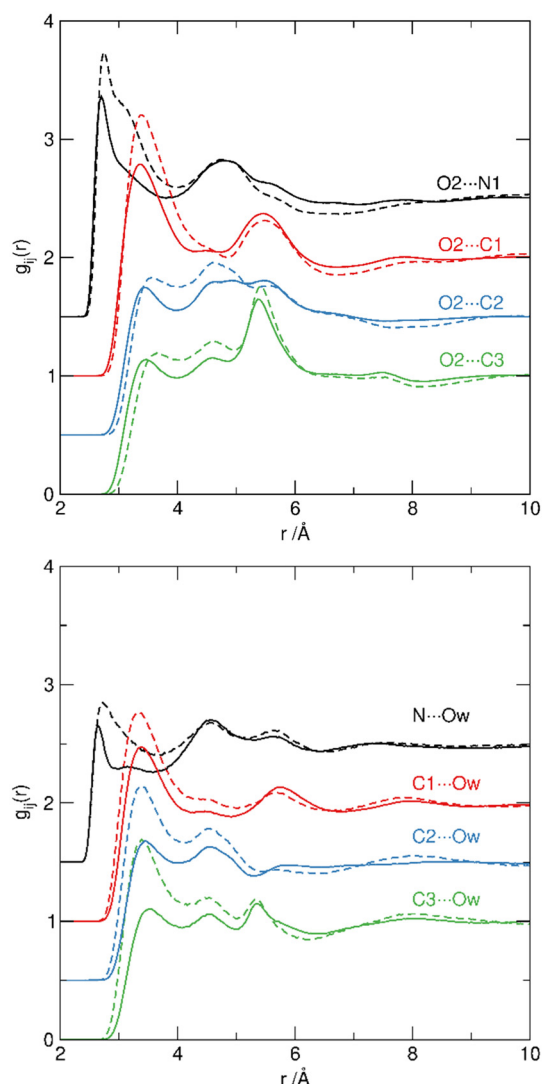 4
3
2
1
0
g_ij(r)
O2···N1
O2···C1
O2···C2
O2···C3
2 4 6 8 10
r /Å
4
3
2
1
0
g_ij(r)
N···Ow
C1···Ow
C2···Ow
C3···Ow
2 4 6 8 10
r /Å